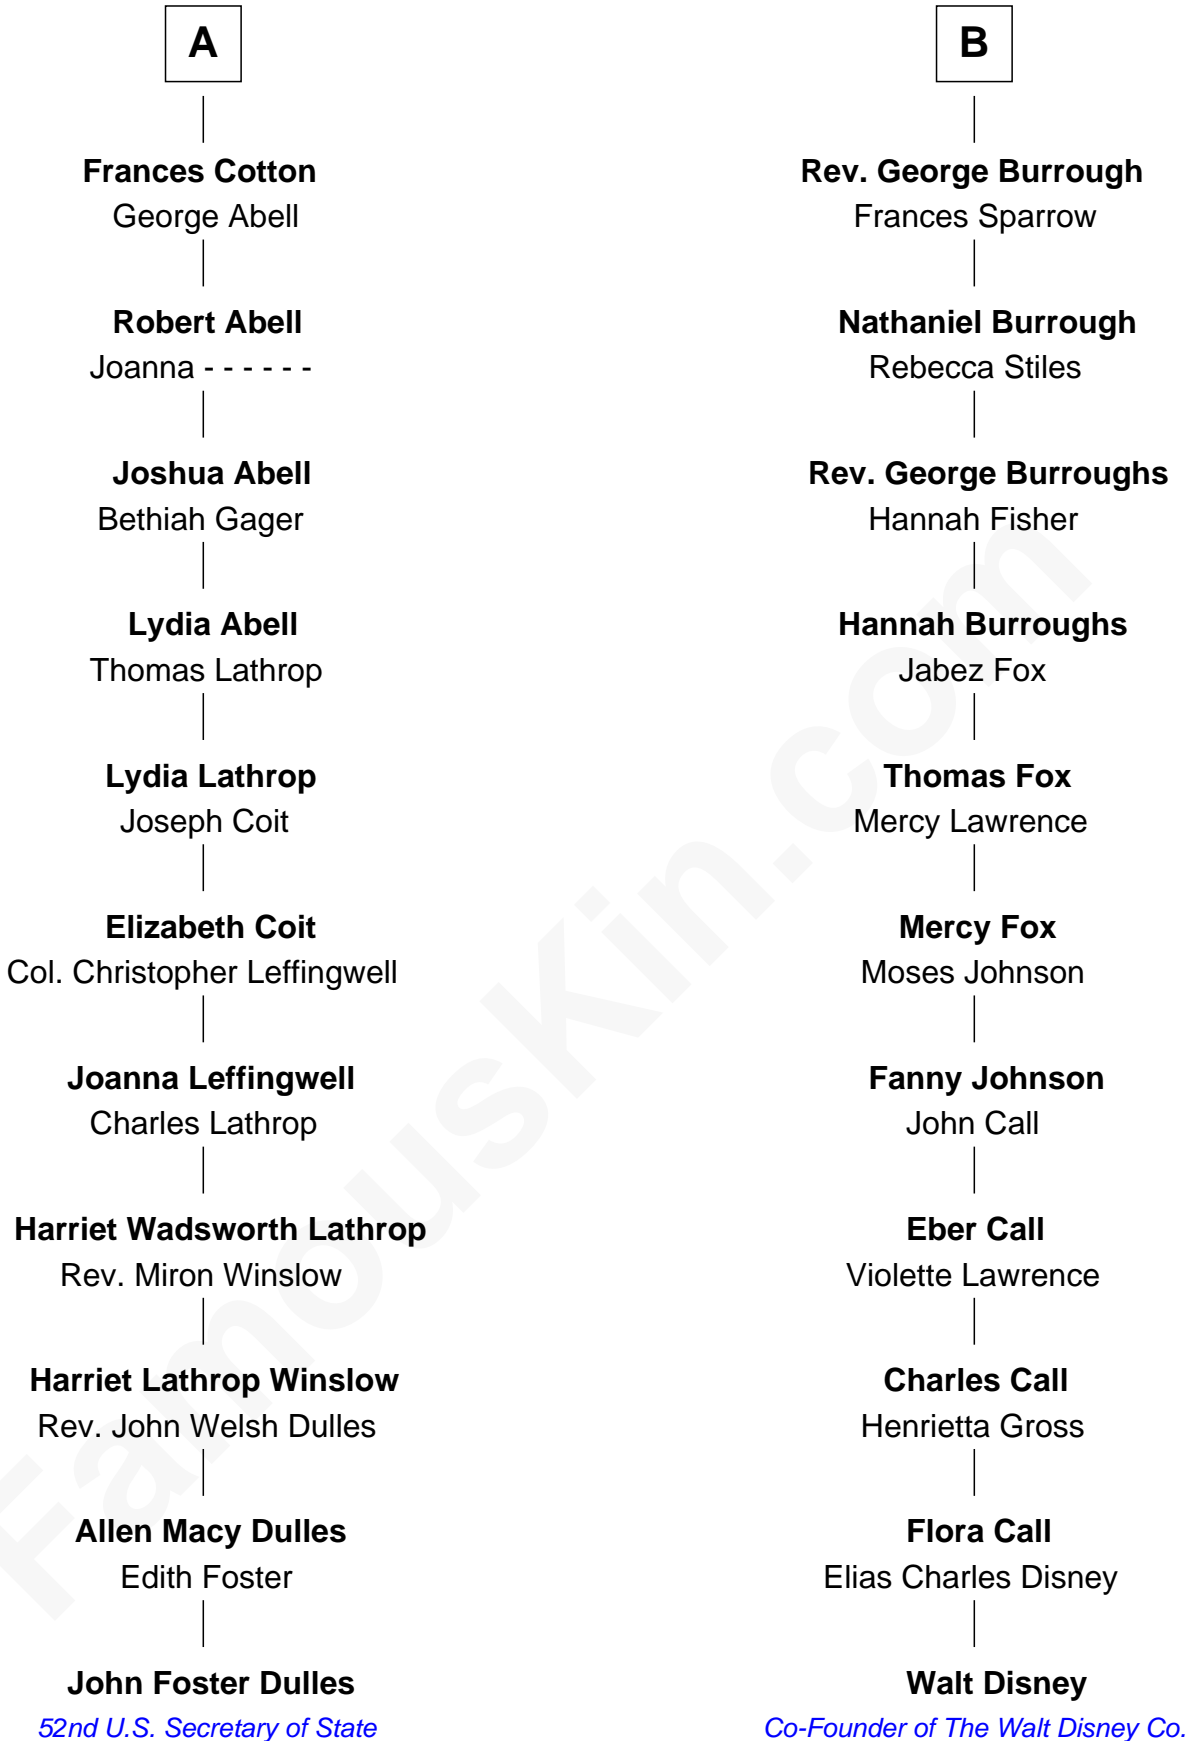 A
Frances Cotton
George Abell
Robert Abell
Joanna - - - - - -
Joshua Abell
Bethiah Gager
Lydia Abell
Thomas Lathrop
Lydia Lathrop
Joseph Coit
Elizabeth Coit
Col. Christopher Leffingwell
Joanna Leffingwell
Charles Lathrop
Harriet Wadsworth Lathrop
Rev. Miron Winslow
Harriet Lathrop Winslow
Rev. John Welsh Dulles
Allen Macy Dulles
Edith Foster
John Foster Dulles
52nd U.S. Secretary of State
B
Rev. George Burrough
Frances Sparrow
Nathaniel Burrough
Rebecca Stiles
Rev. George Burroughs
Hannah Fisher
Hannah Burroughs
Jabez Fox
Thomas Fox
Mercy Lawrence
Mercy Fox
Moses Johnson
Fanny Johnson
John Call
Eber Call
Violette Lawrence
Charles Call
Henrietta Gross
Flora Call
Elias Charles Disney
Walt Disney
Co-Founder of The Walt Disney Co.
FamousKin.com